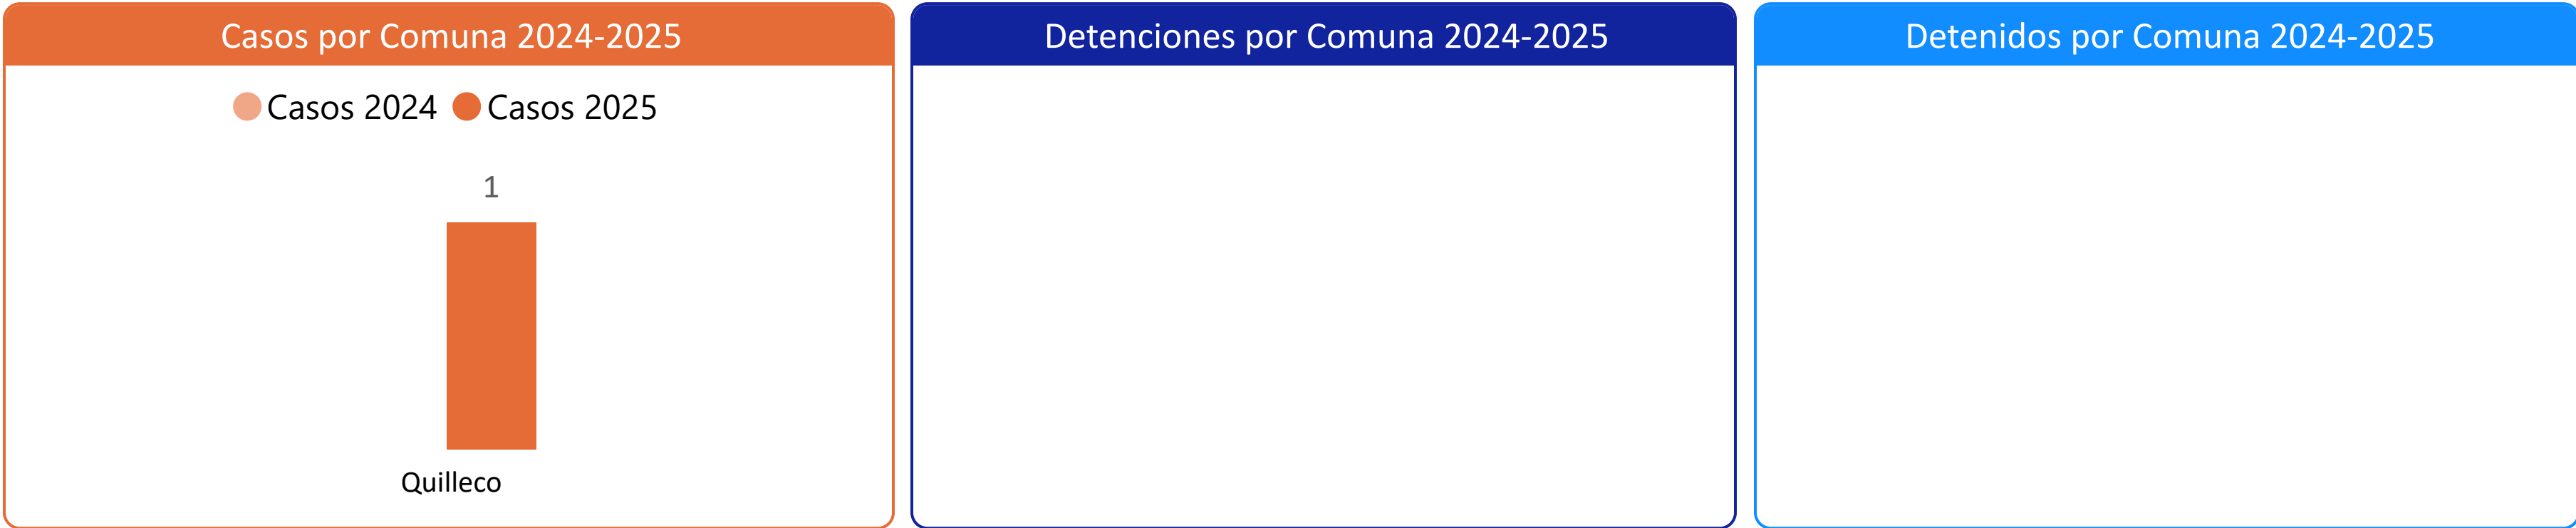 Casos por Comuna 2024-2025
Casos 2024 Casos 2025
1
Quilleco
Detenciones por Comuna 2024-2025
Detenidos por Comuna 2024-2025